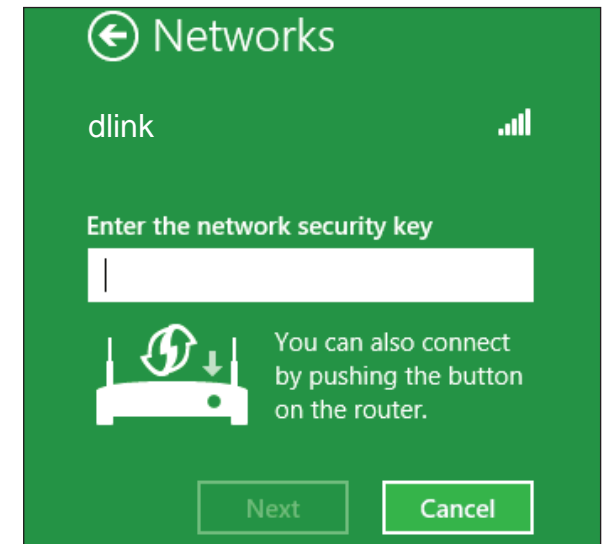 Networks
dlink
Enter the network security key
You can also connect
by pushing the button
on the router.
Next
Cancel